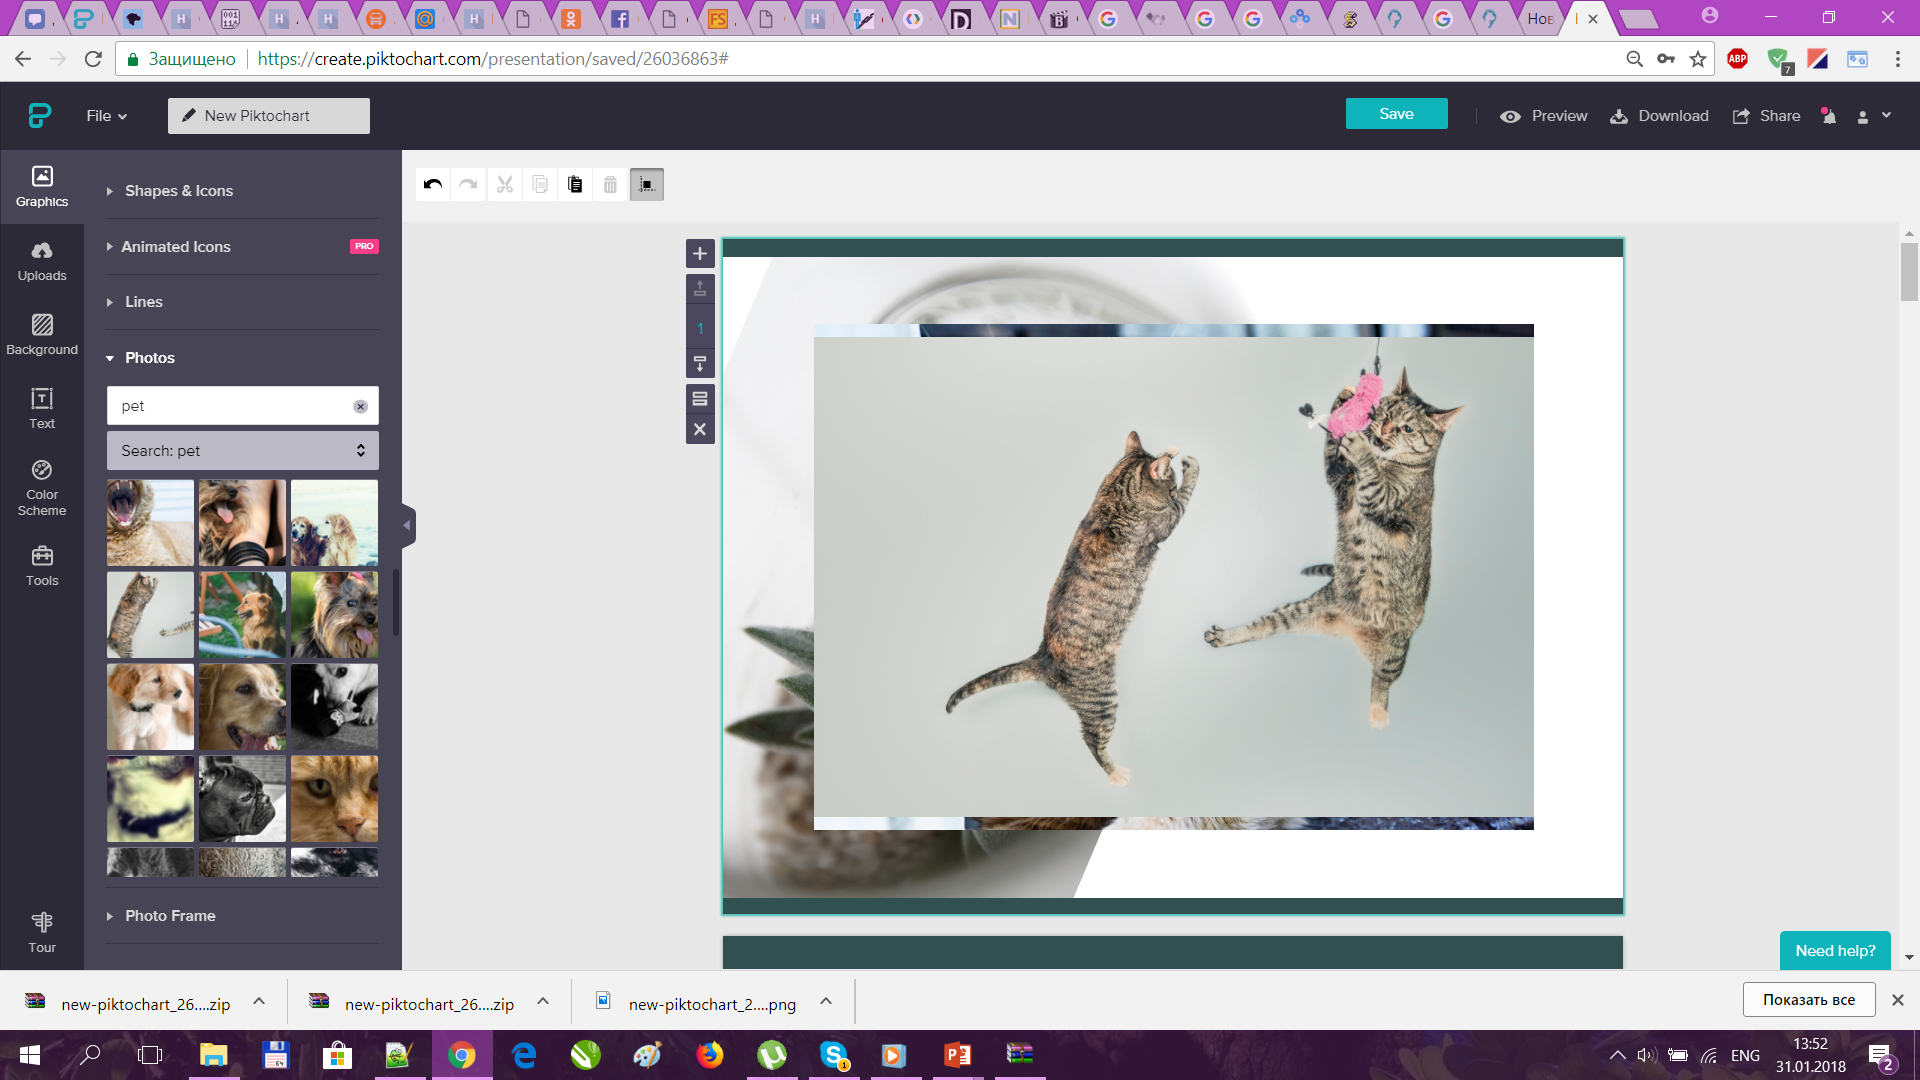 Нов
Защищено
https://create.piktochart.com/presentation/saved/26036863#
ABP
7
File
New Piktochart
Save
Preview
Download
Share
Graphics
Uploads
Background
Text
Color
Scheme
Tools
Tour
Shapes & Icons
Animated Icons
PRO
Lines
Photos
pet
Search: pet
Photo Frame
1
Need help?
new-piktochart_26....zip
new-piktochart_26....zip
new-piktochart_2....png
Показать все
ENG
13:52
31.01.2018
2